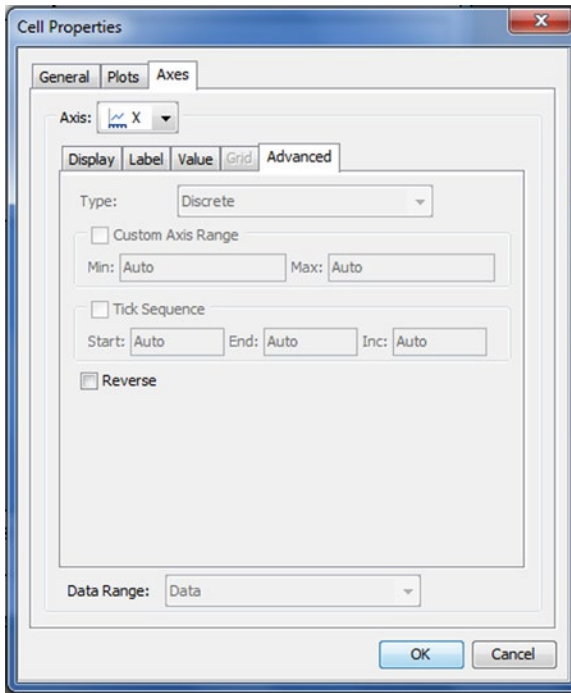 Cell Properties
General Plots Axes
Axis: X
Display Label Value Grid Advanced
Type: Discrete
Custom Axis Range
Min: Auto Max: Auto
Tick Sequence
Start: Auto End: Auto Inc: Auto
Reverse
Data Range: Data
OK Cancel